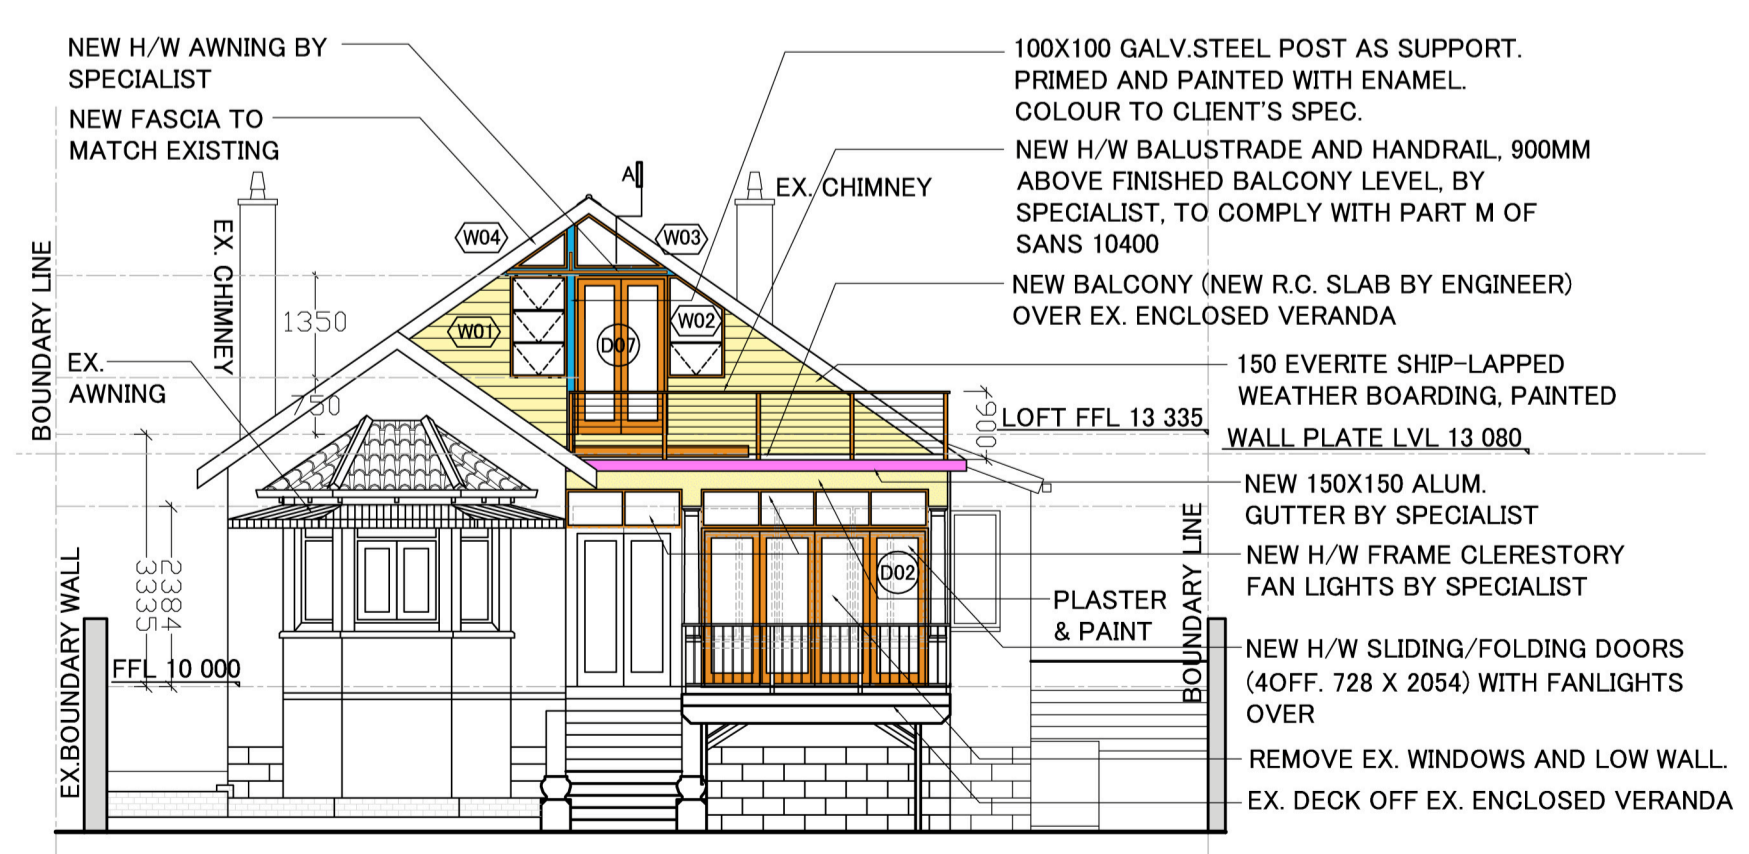 NEW H/W AWNING BY
SPECIALIST
NEW FASCIA TO
MATCH EXISTING
EX. CHIMNEY
BOUNDARY LINE
1350
EX.
AWNING
750
3335
2384
FFL 10 000
EX.BOUNDARY WALL
W04
W03
W01
W02
D07
D02
A
EX. CHIMNEY
100X100 GALV.STEEL POST AS SUPPORT.
PRIMED AND PAINTED WITH ENAMEL.
COLOUR TO CLIENT'S SPEC.
NEW H/W BALUSTRADE AND HANDRAIL, 900MM
ABOVE FINISHED BALCONY LEVEL, BY
SPECIALIST, TO COMPLY WITH PART M OF
SANS 10400
NEW BALCONY (NEW R.C. SLAB BY ENGINEER)
OVER EX. ENCLOSED VERANDA
150 EVERITE SHIP-LAPPED
WEATHER BOARDING, PAINTED
900
LOFT FFL 13 335
WALL PLATE LVL 13 080
NEW 150X150 ALUM.
GUTTER BY SPECIALIST
NEW H/W FRAME CLERESTORY
FAN LIGHTS BY SPECIALIST
PLASTER
& PAINT
BOUNDARY LINE
NEW H/W SLIDING/FOLDING DOORS
(4OFF. 728 X 2054) WITH FANLIGHTS
OVER
REMOVE EX. WINDOWS AND LOW WALL.
EX. DECK OFF EX. ENCLOSED VERANDA